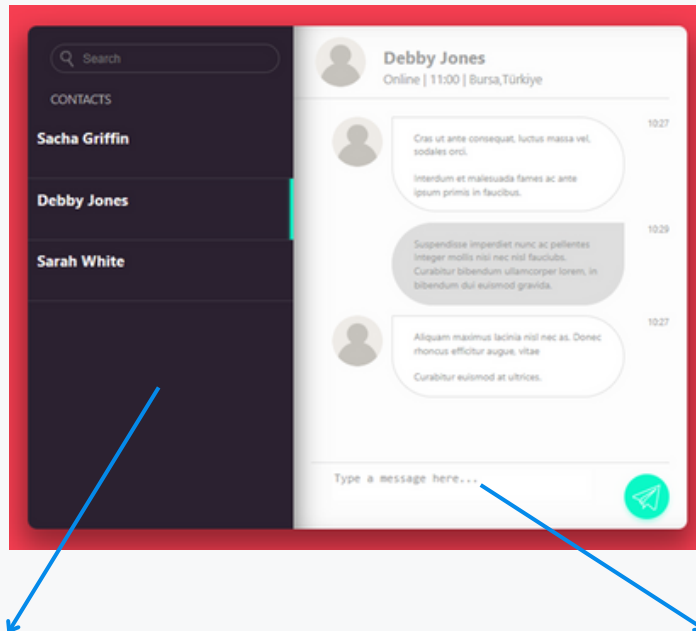 Search
CONTACTS
Sacha Griffin
Debby Jones
Sarah White
Debby Jones
Online | 11:00 | Bursa,Türkiye
10:27
Cras ut ante consequat, luctus massa vel,
sodales orci.
Interdum et malesuada fames ac ante
ipsum primis in faucibus.
10:29
Suspendisse imperdiet nunc ac pellentes
Integer mollis nisi nec nisl fauciubs.
Curabitur bibendum ullamcorper lorem, in
bibendum dui euismod gravida.
10:27
Aliquam maximus lacinia nisl nec as. Donec
rhoncus efficitur augue, vitae
Curabitur euismod at ultrices.
Type a message here...